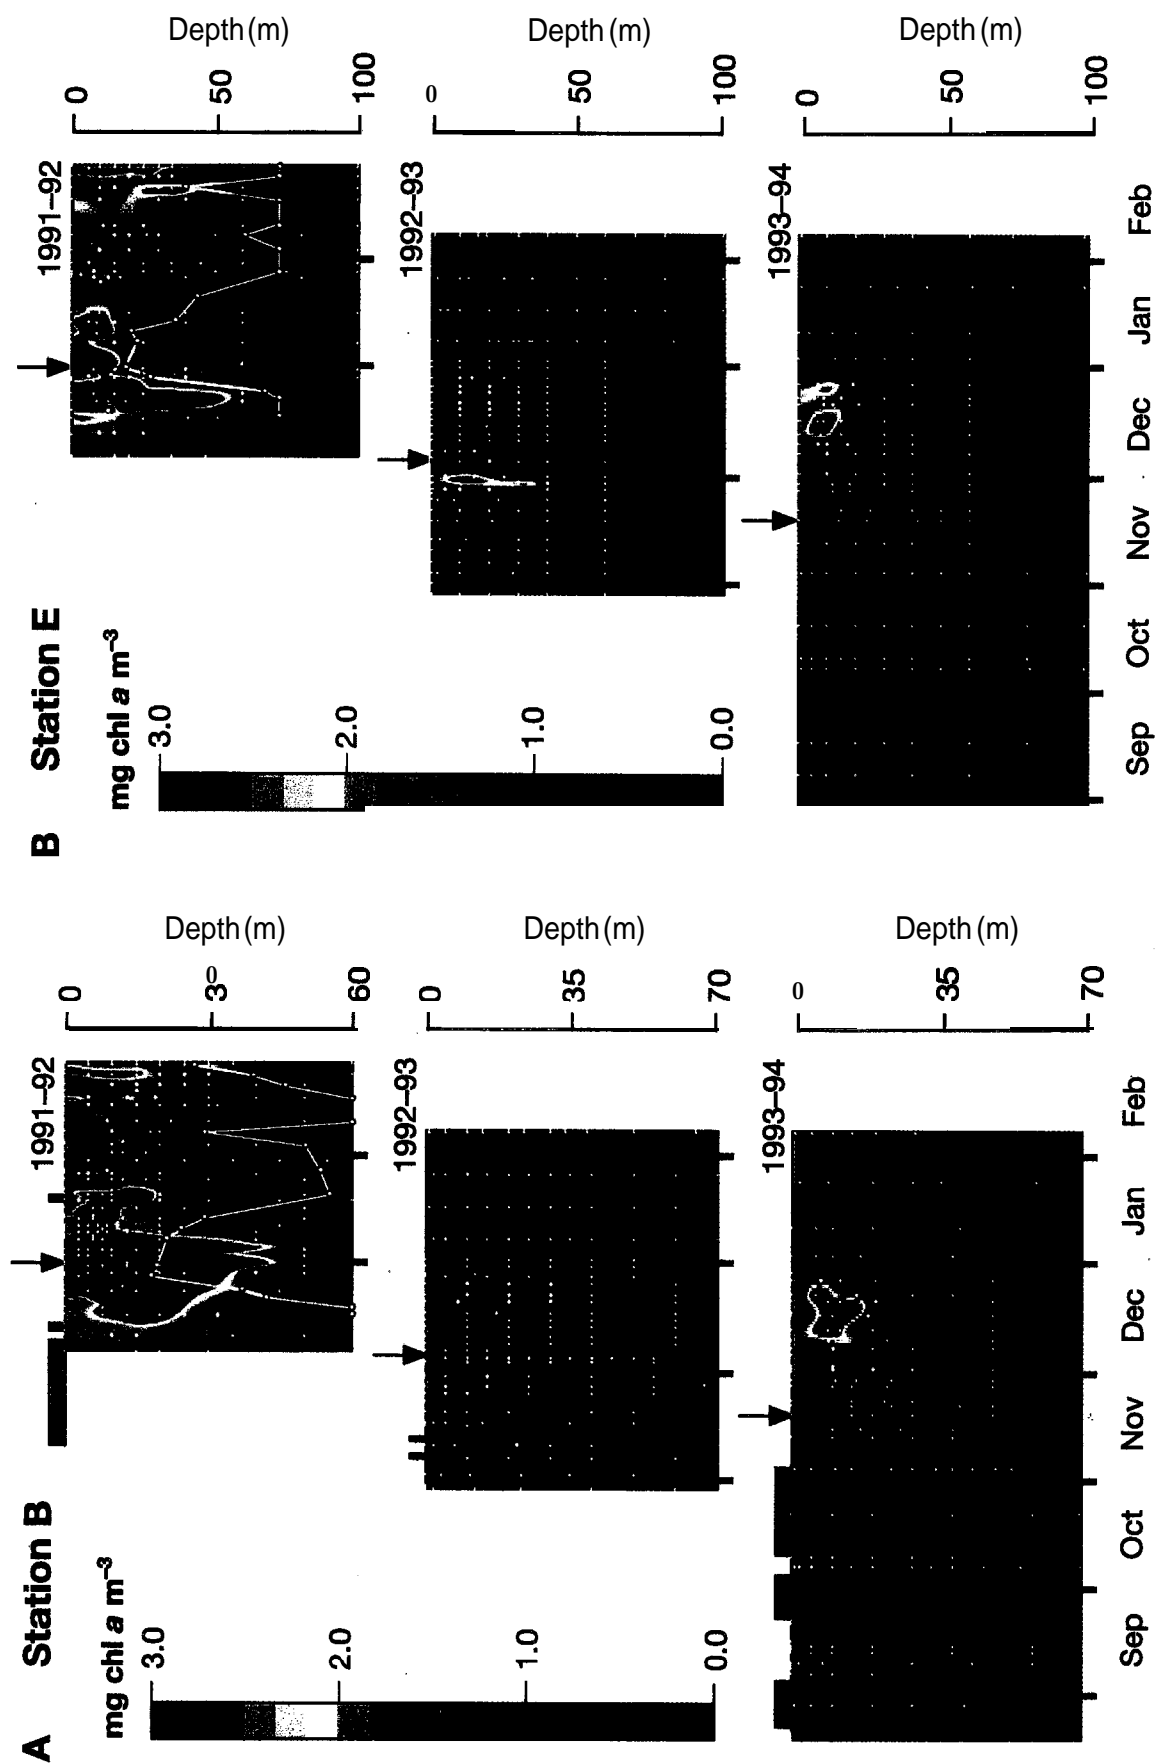 A Station B
mg chl a m⁻³
3.0
2.0
1.0
0.0
1991–92
0
30
60
Depth (m)
1992–93
0
35
70
Depth (m)
1993–94
0
35
70
Depth (m)
Sep Oct Nov Dec Jan Feb
B Station E
mg chl a m⁻³
3.0
2.0
1.0
0.0
1991–92
0
50
100
Depth (m)
1992–93
0
50
100
Depth (m)
1993–94
0
50
100
Depth (m)
Sep Oct Nov Dec Jan Feb